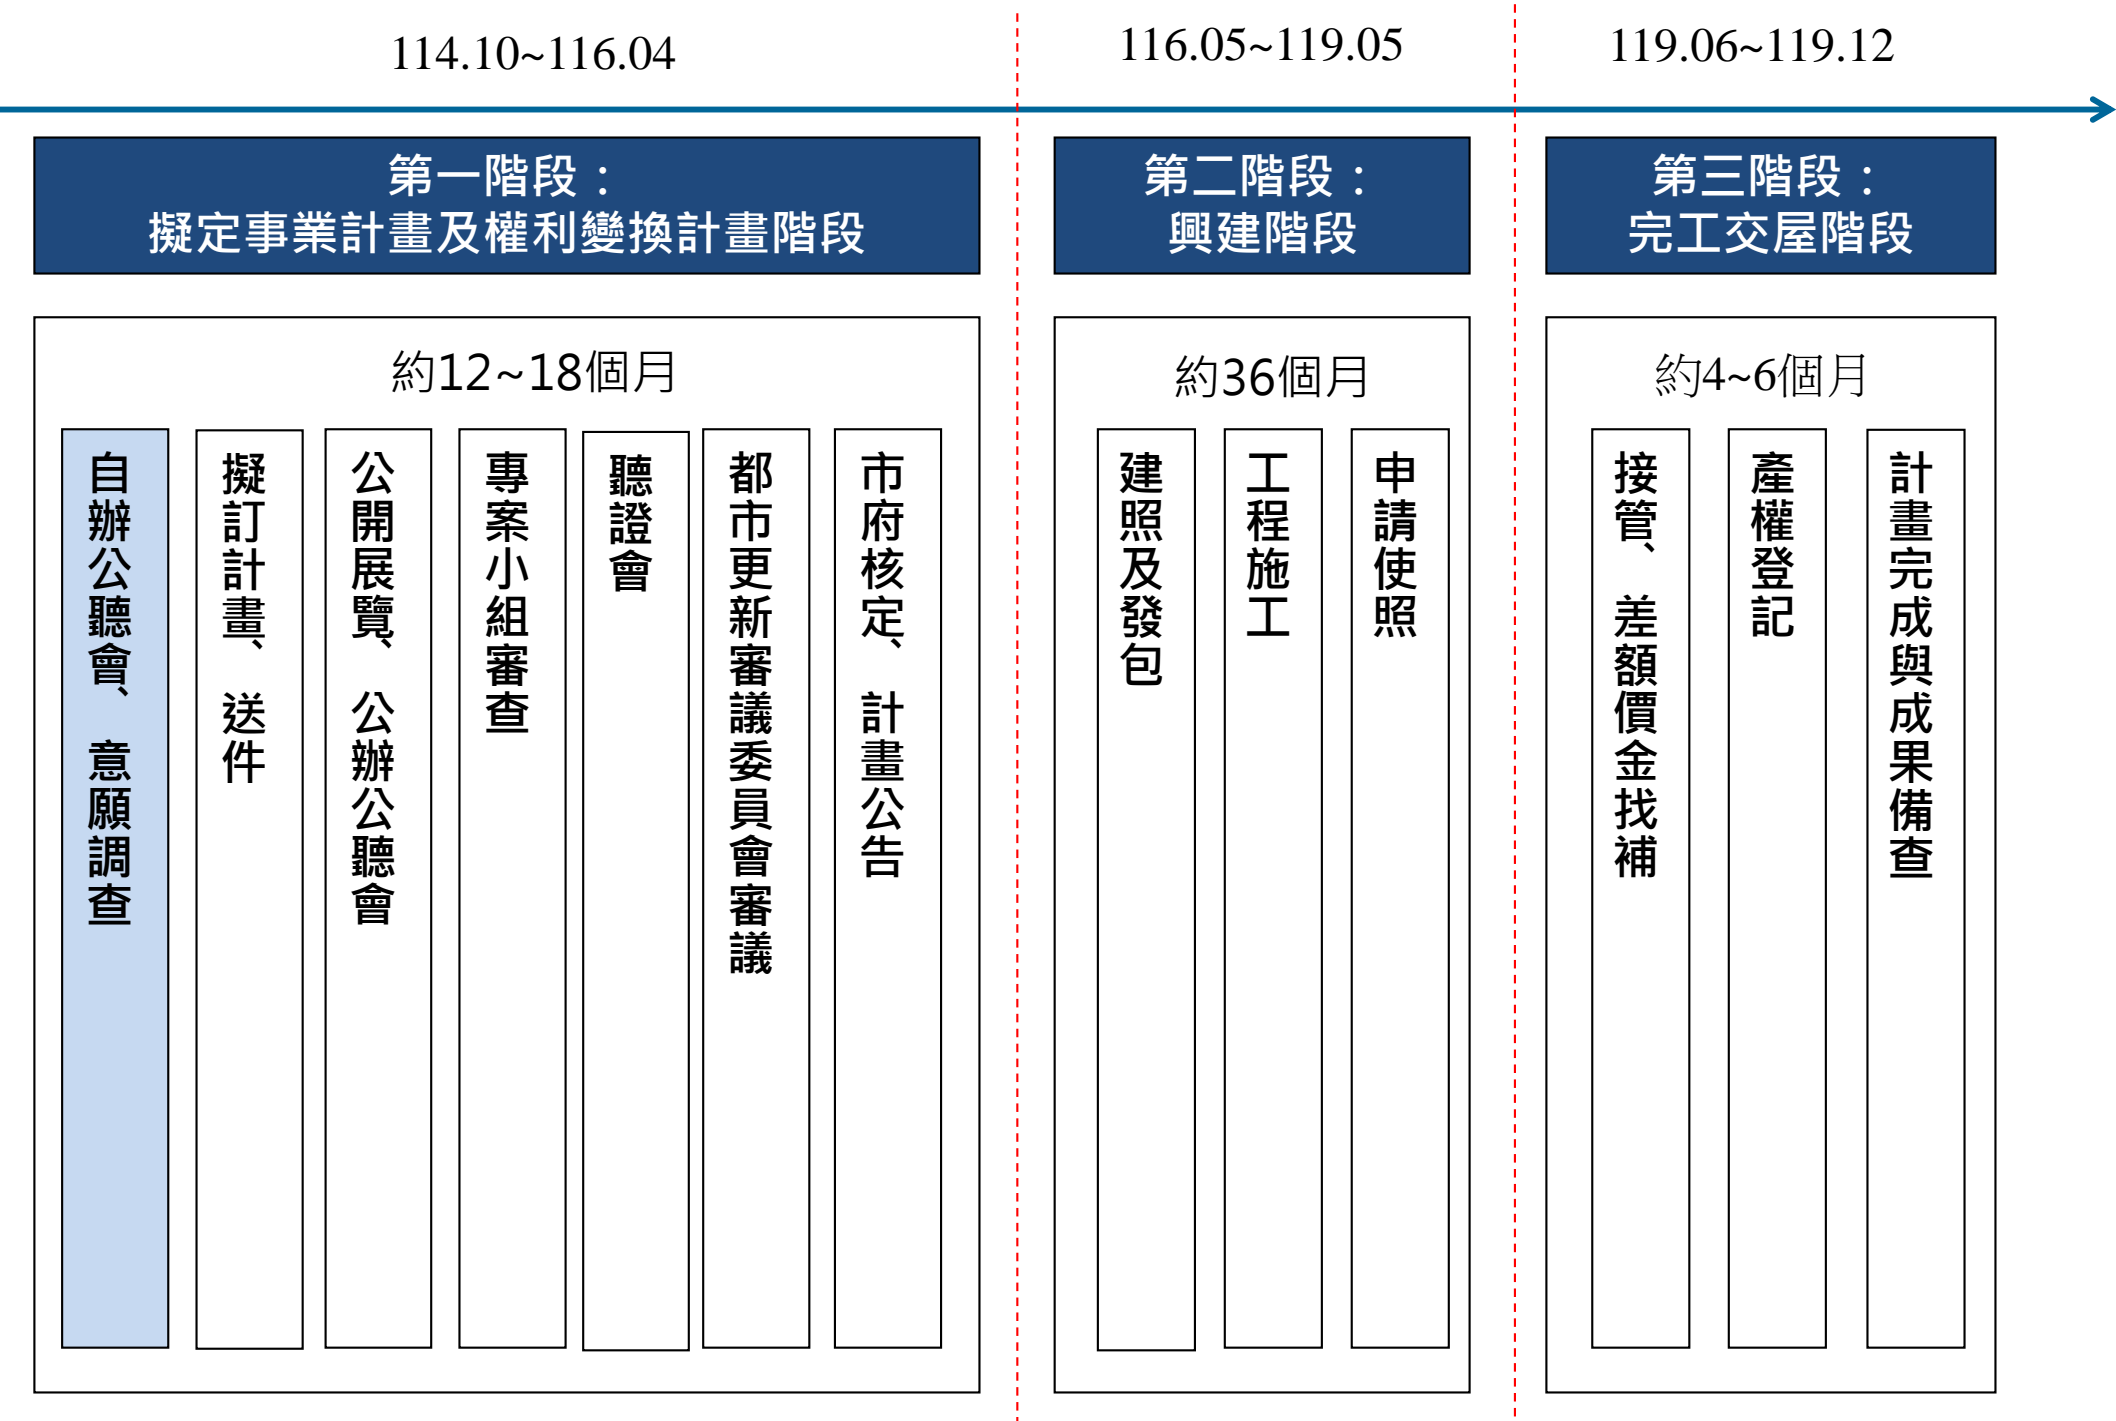 114.10~116.04
116.05~119.05
119.06~119.12
第一階段：
擬定事業計畫及權利變換計畫階段
第二階段：
興建階段
第三階段：
完工交屋階段
約12~18個月
自辦公聽會、意願調查
擬訂計畫、送件
公開展覽、公辦公聽會
專案小組審查
聽證會
都市更新審議委員會審議
市府核定、計畫公告
約36個月
建照及發包
工程施工
申請使照
約4~6個月
接管、差額價金找補
產權登記
計畫完成與成果備查